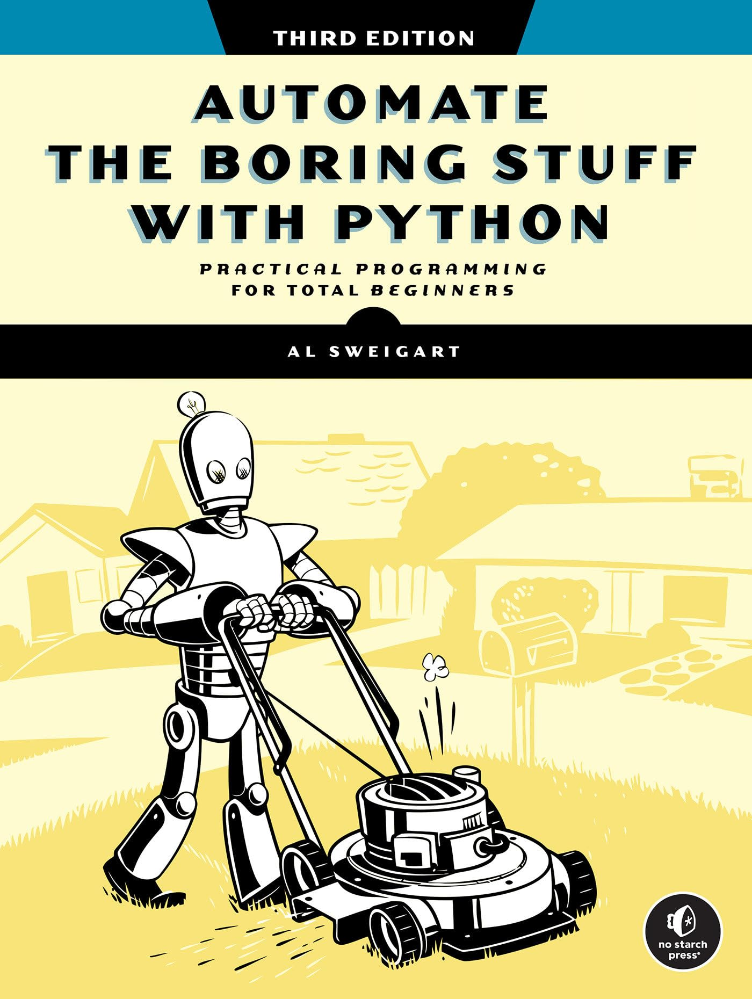 THIRD EDITION
AUTOMATE
THE BORING STUFF
WITH PYTHON
PRACTICAL PROGRAMMING
FOR TOTAL BEGINNERS
AL SWEIGART
no starch
press®